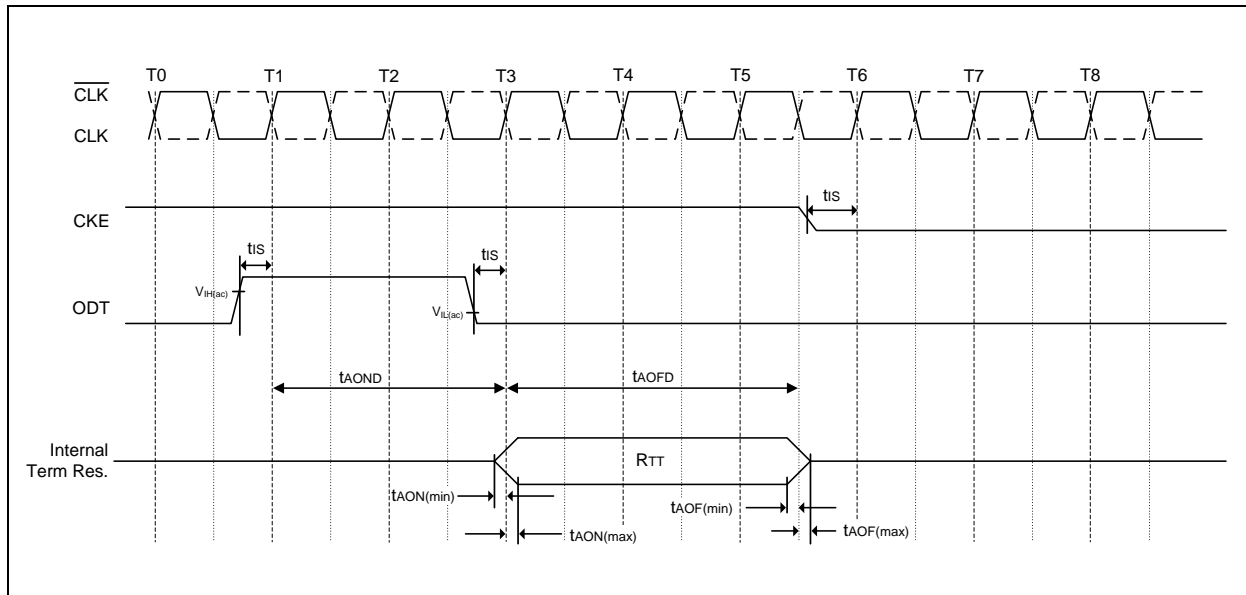 T0 T1 T2 T3 T4 T5 T6 T7 T8
CLK
CLK
CKE
tIS
tIS
tIS
VIH(ac)
VIL(ac)
ODT
tAOND
tAOFD
Internal
Term Res.
RTT
tAON(min)
tAOF(min)
tAON(max)
tAOF(max)